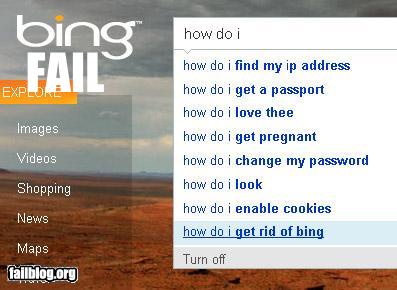 bing™
FAIL
EXPLORE
Images
Videos
Shopping
News
Maps
how do i
how do i find my ip address
how do i get a passport
how do i love thee
how do i get pregnant
how do i change my password
how do i look
how do i enable cookies
how do i get rid of bing
Turn off
failblog.org